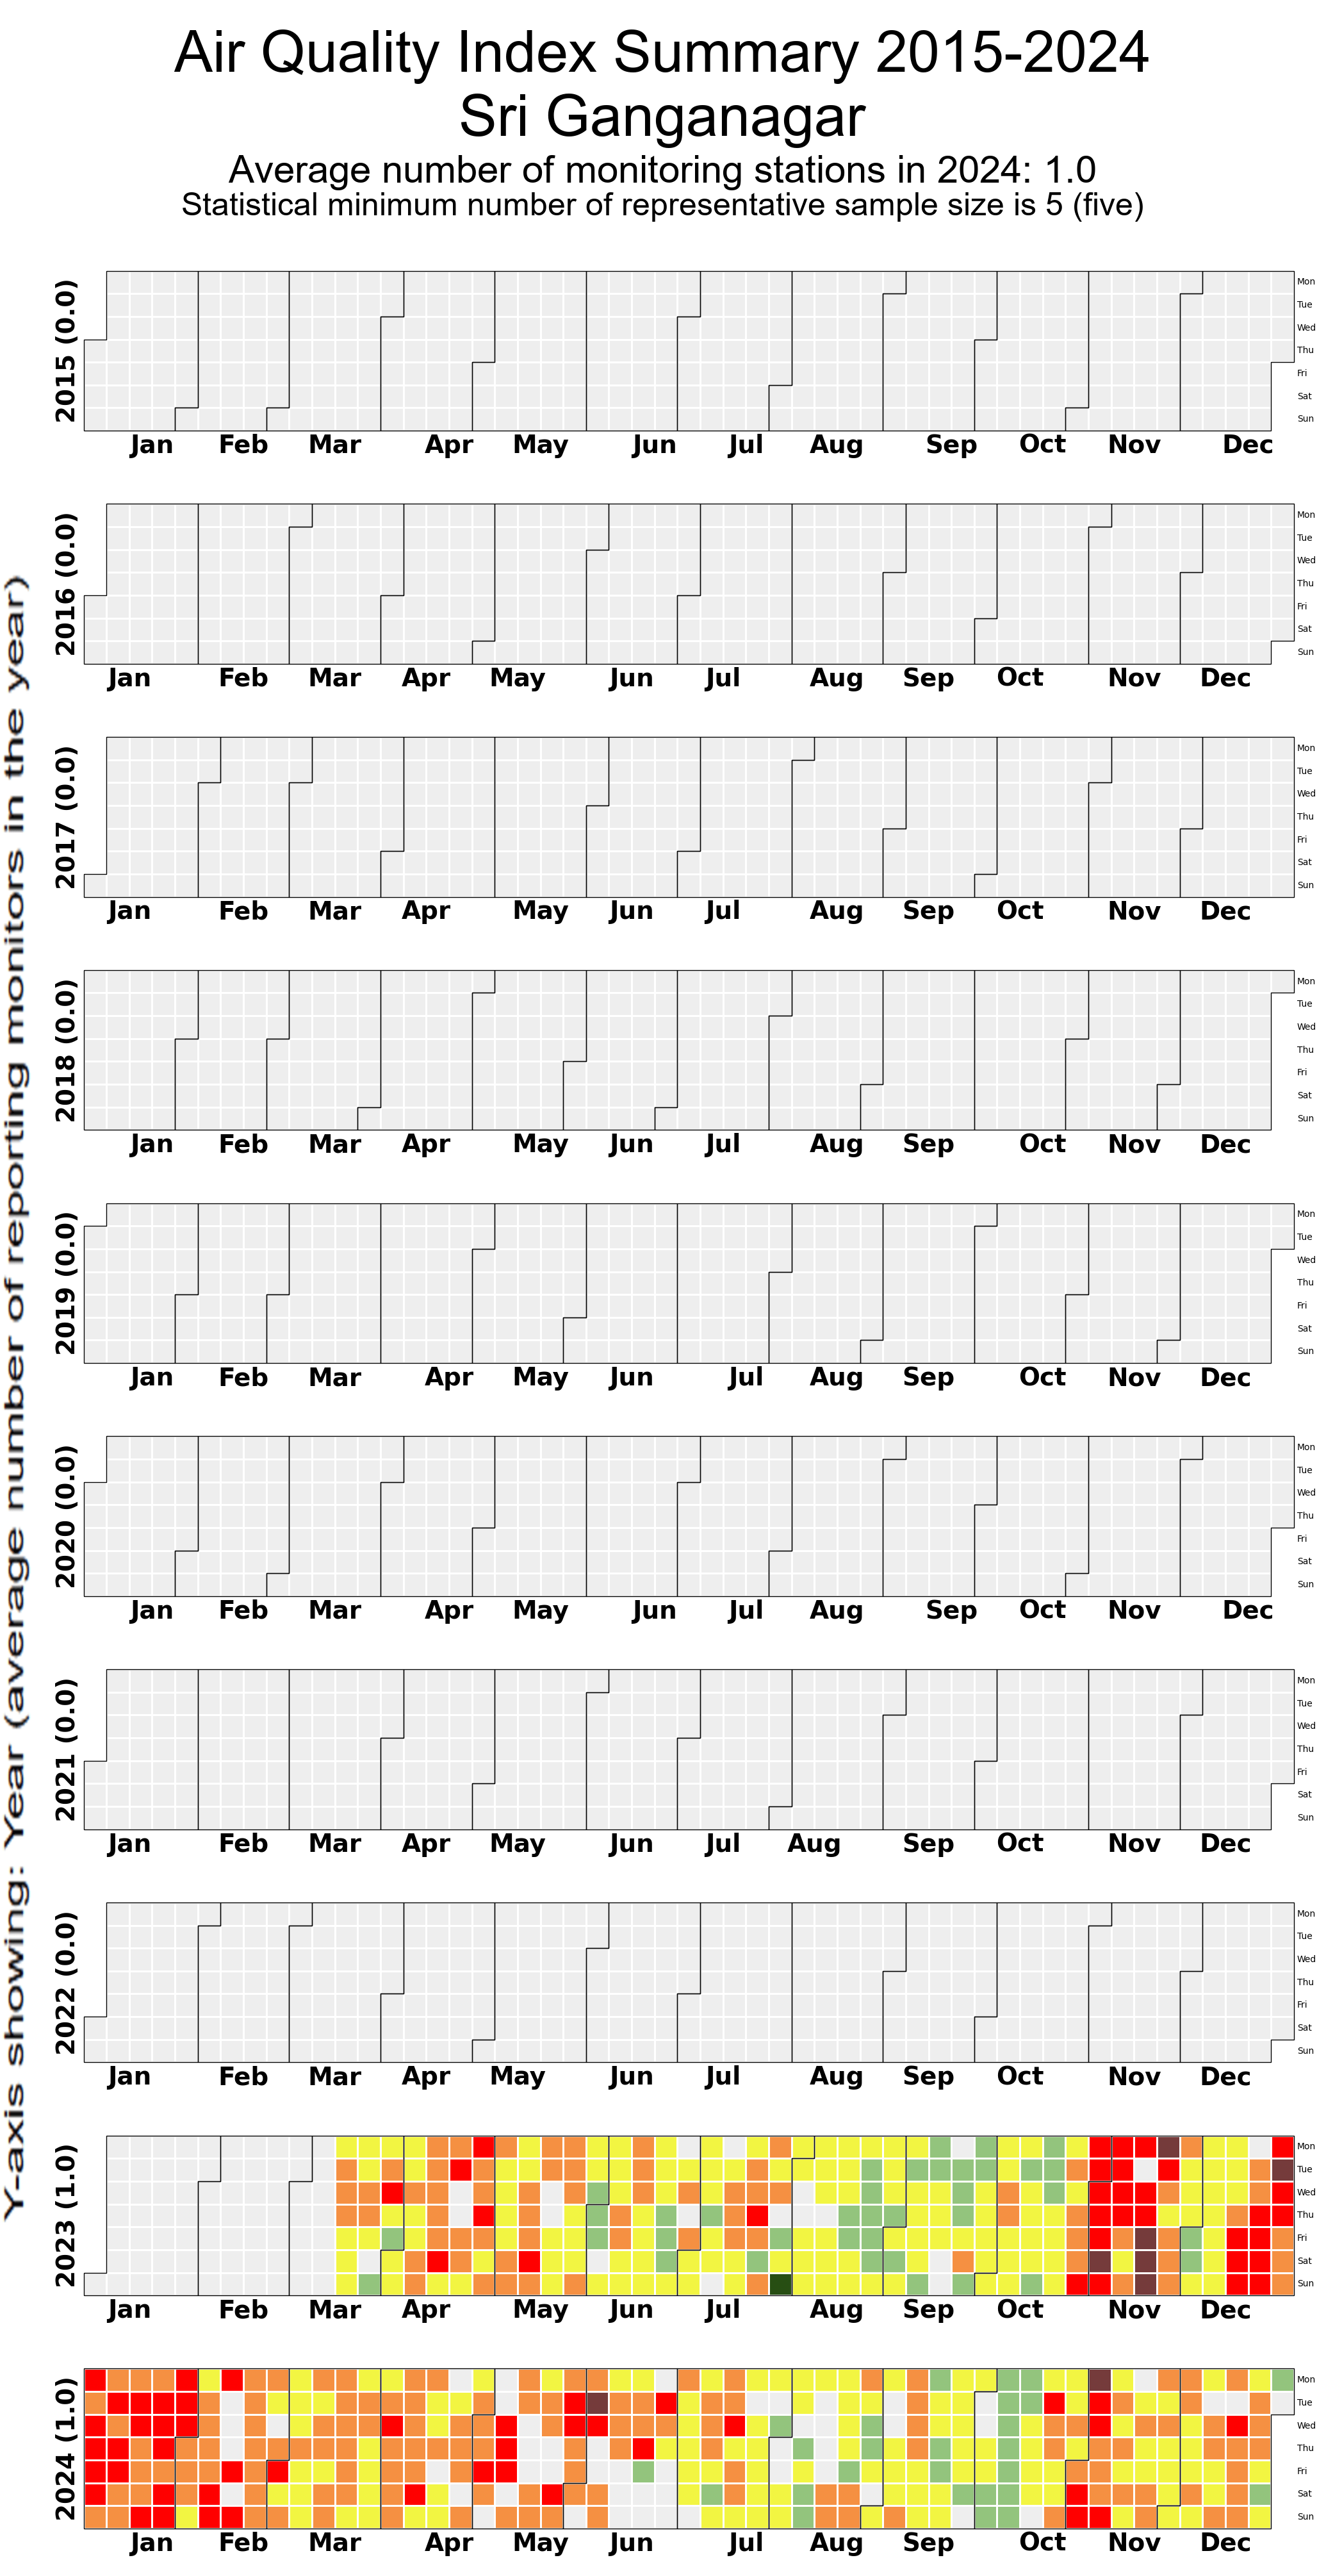 Air Quality Index Summary 2015-2024
Sri Ganganagar
Average number of monitoring stations in 2024: 1.0
Statistical minimum number of representative sample size is 5 (five)
Y-axis showing: Year (average number of reporting monitors in the year)
2015 (0.0)
Mon
Tue
Wed
Thu
Fri
Sat
Sun
Jan Feb Mar Apr May Jun Jul Aug Sep Oct Nov Dec
2016 (0.0)
Mon
Tue
Wed
Thu
Fri
Sat
Sun
Jan Feb Mar Apr May Jun Jul Aug Sep Oct Nov Dec
2017 (0.0)
Mon
Tue
Wed
Thu
Fri
Sat
Sun
Jan Feb Mar Apr May Jun Jul Aug Sep Oct Nov Dec
2018 (0.0)
Mon
Tue
Wed
Thu
Fri
Sat
Sun
Jan Feb Mar Apr May Jun Jul Aug Sep Oct Nov Dec
2019 (0.0)
Mon
Tue
Wed
Thu
Fri
Sat
Sun
Jan Feb Mar Apr May Jun Jul Aug Sep Oct Nov Dec
2020 (0.0)
Mon
Tue
Wed
Thu
Fri
Sat
Sun
Jan Feb Mar Apr May Jun Jul Aug Sep Oct Nov Dec
2021 (0.0)
Mon
Tue
Wed
Thu
Fri
Sat
Sun
Jan Feb Mar Apr May Jun Jul Aug Sep Oct Nov Dec
2022 (0.0)
Mon
Tue
Wed
Thu
Fri
Sat
Sun
Jan Feb Mar Apr May Jun Jul Aug Sep Oct Nov Dec
2023 (1.0)
Mon
Tue
Wed
Thu
Fri
Sat
Sun
Jan Feb Mar Apr May Jun Jul Aug Sep Oct Nov Dec
2024 (1.0)
Mon
Tue
Wed
Thu
Fri
Sat
Sun
Jan Feb Mar Apr May Jun Jul Aug Sep Oct Nov Dec